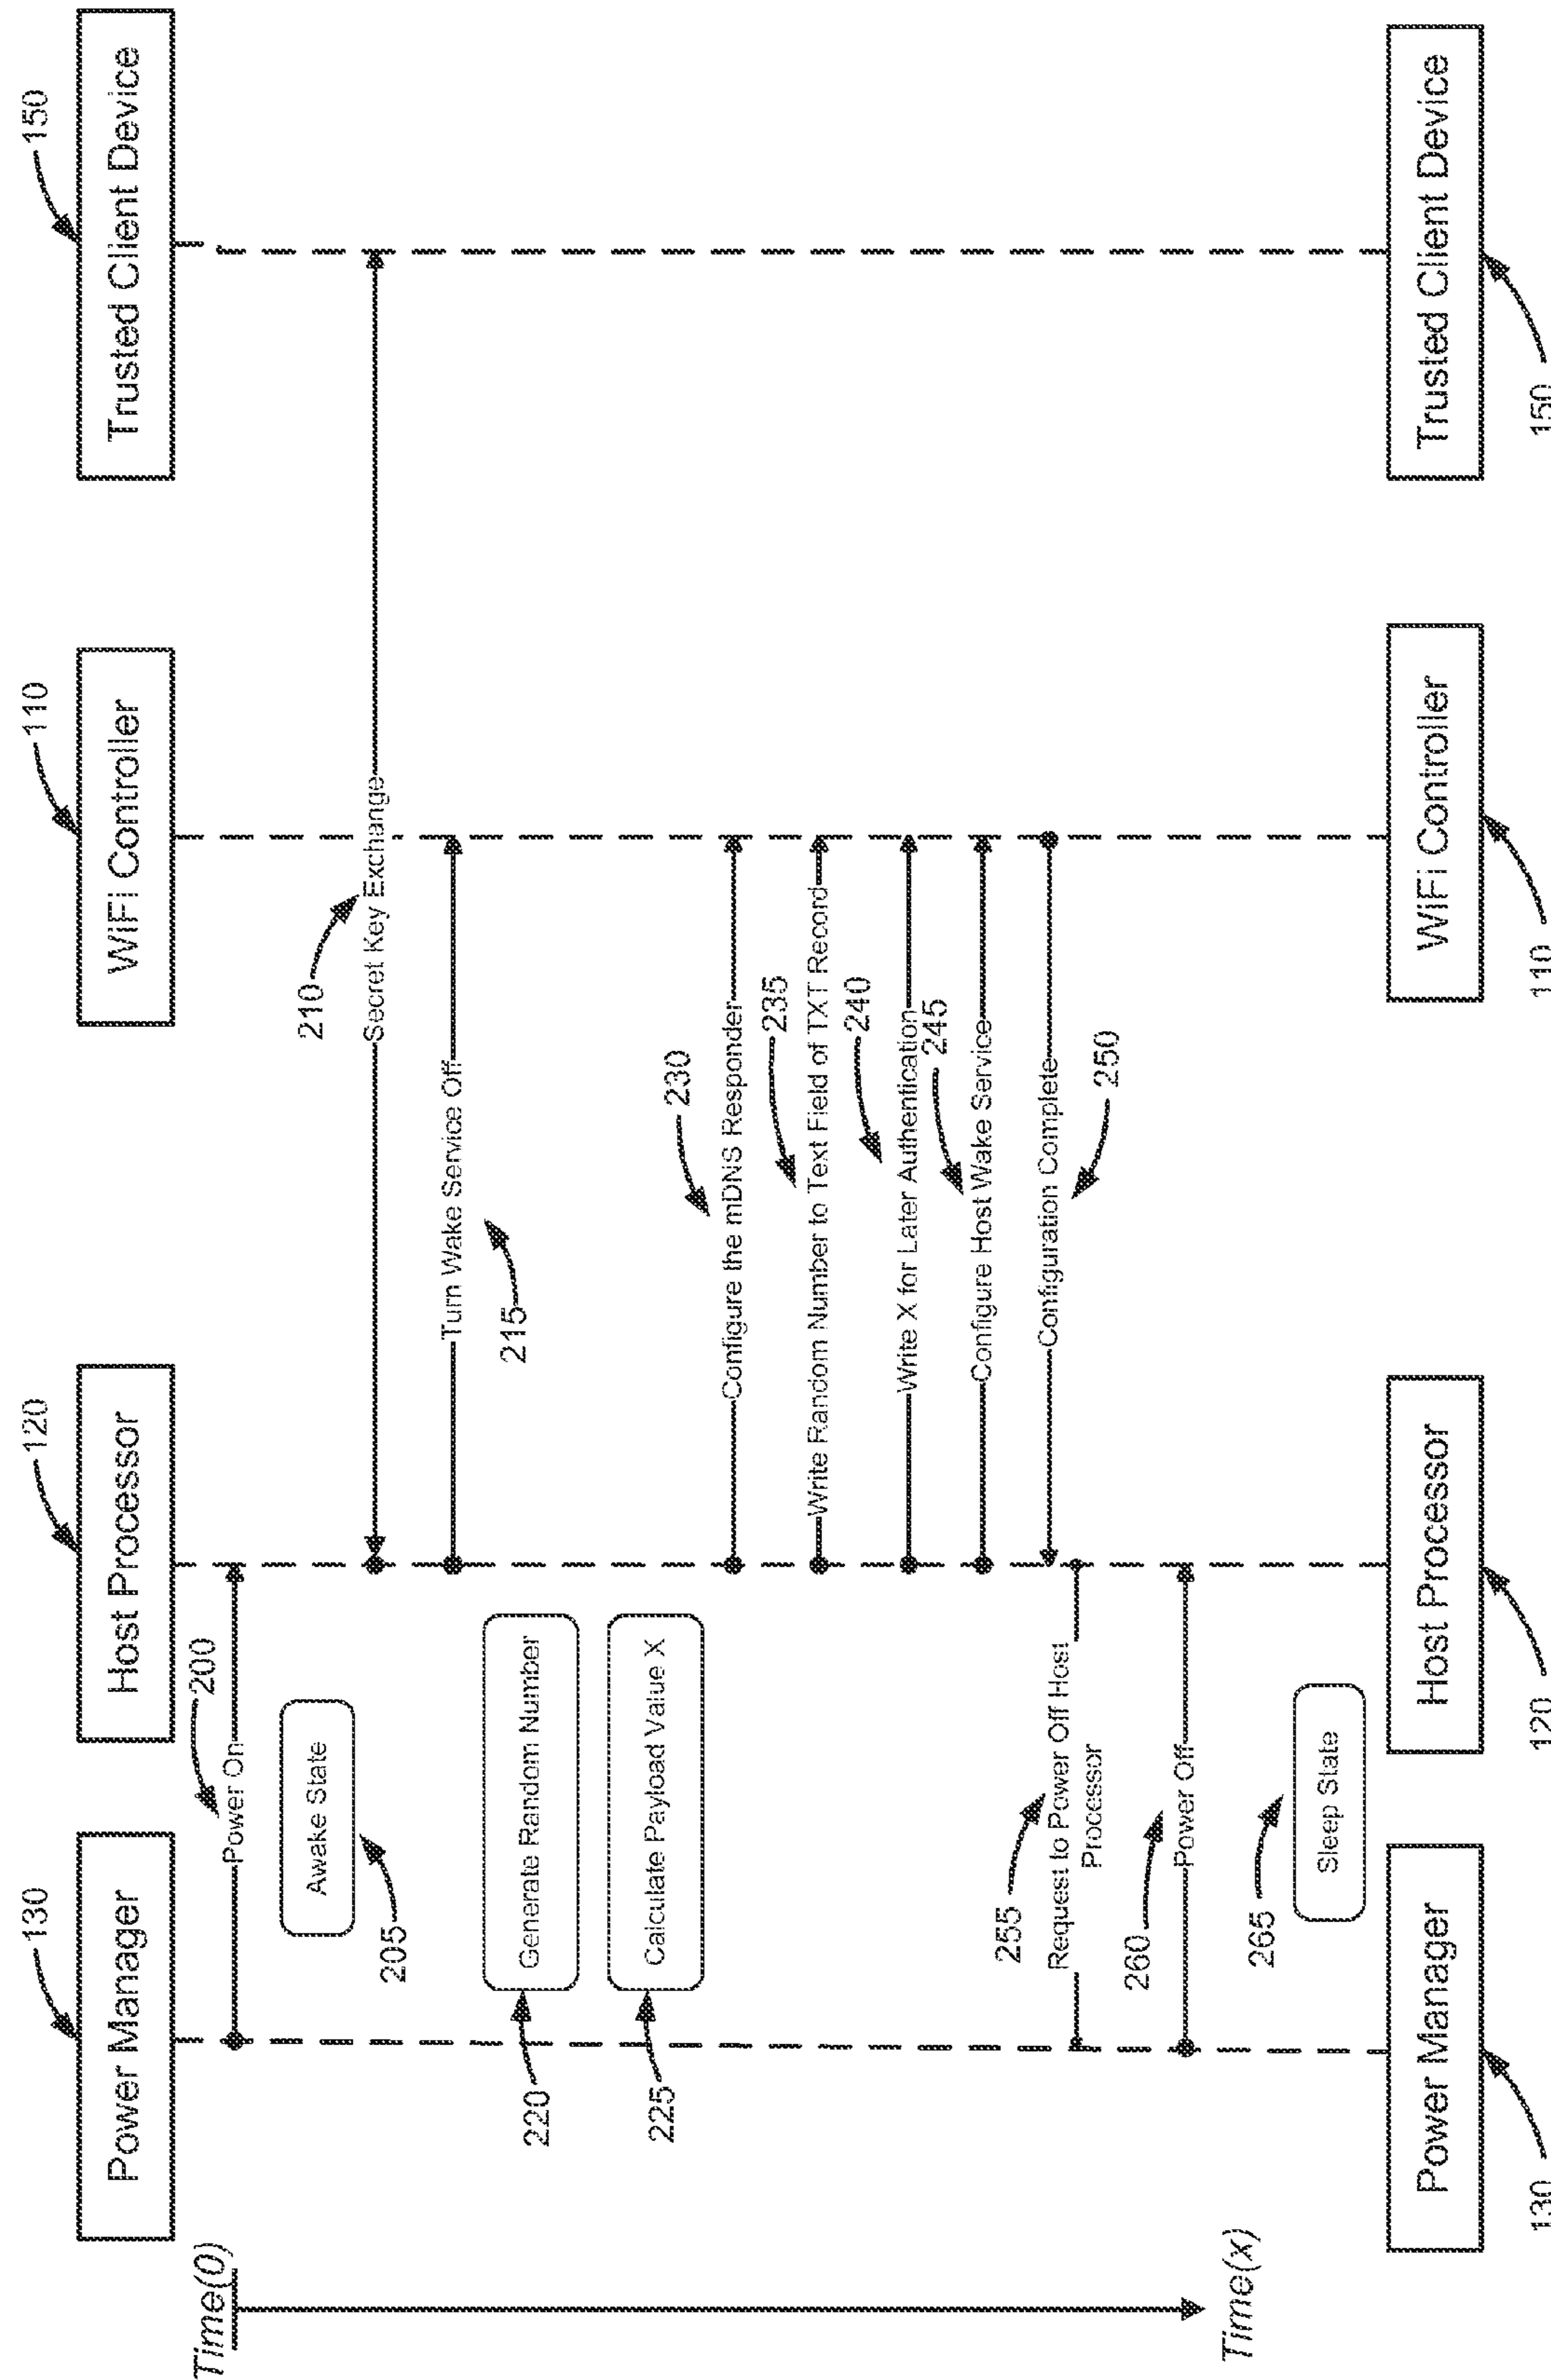 130
120
110
150
Power Manager
Host Processor
WiFi Controller
Trusted Client Device
Time(0)
200
Power On
Awake State
205
210
Secret Key Exchange
Turn Wake Service Off
215
220
Generate Random Number
225
Calculate Payload Value X
230
Configure the mDNS Responder
235
Write Random Number to Text Field of TXT Record
240
Write X for Later Authentication
245
Configure Host Wake Service
Configuration Complete
250
255
Request to Power Off Host
Processor
260
Power Off
265
Sleep State
Time(x)
Power Manager
Host Processor
WiFi Controller
Trusted Client Device
130
120
110
150